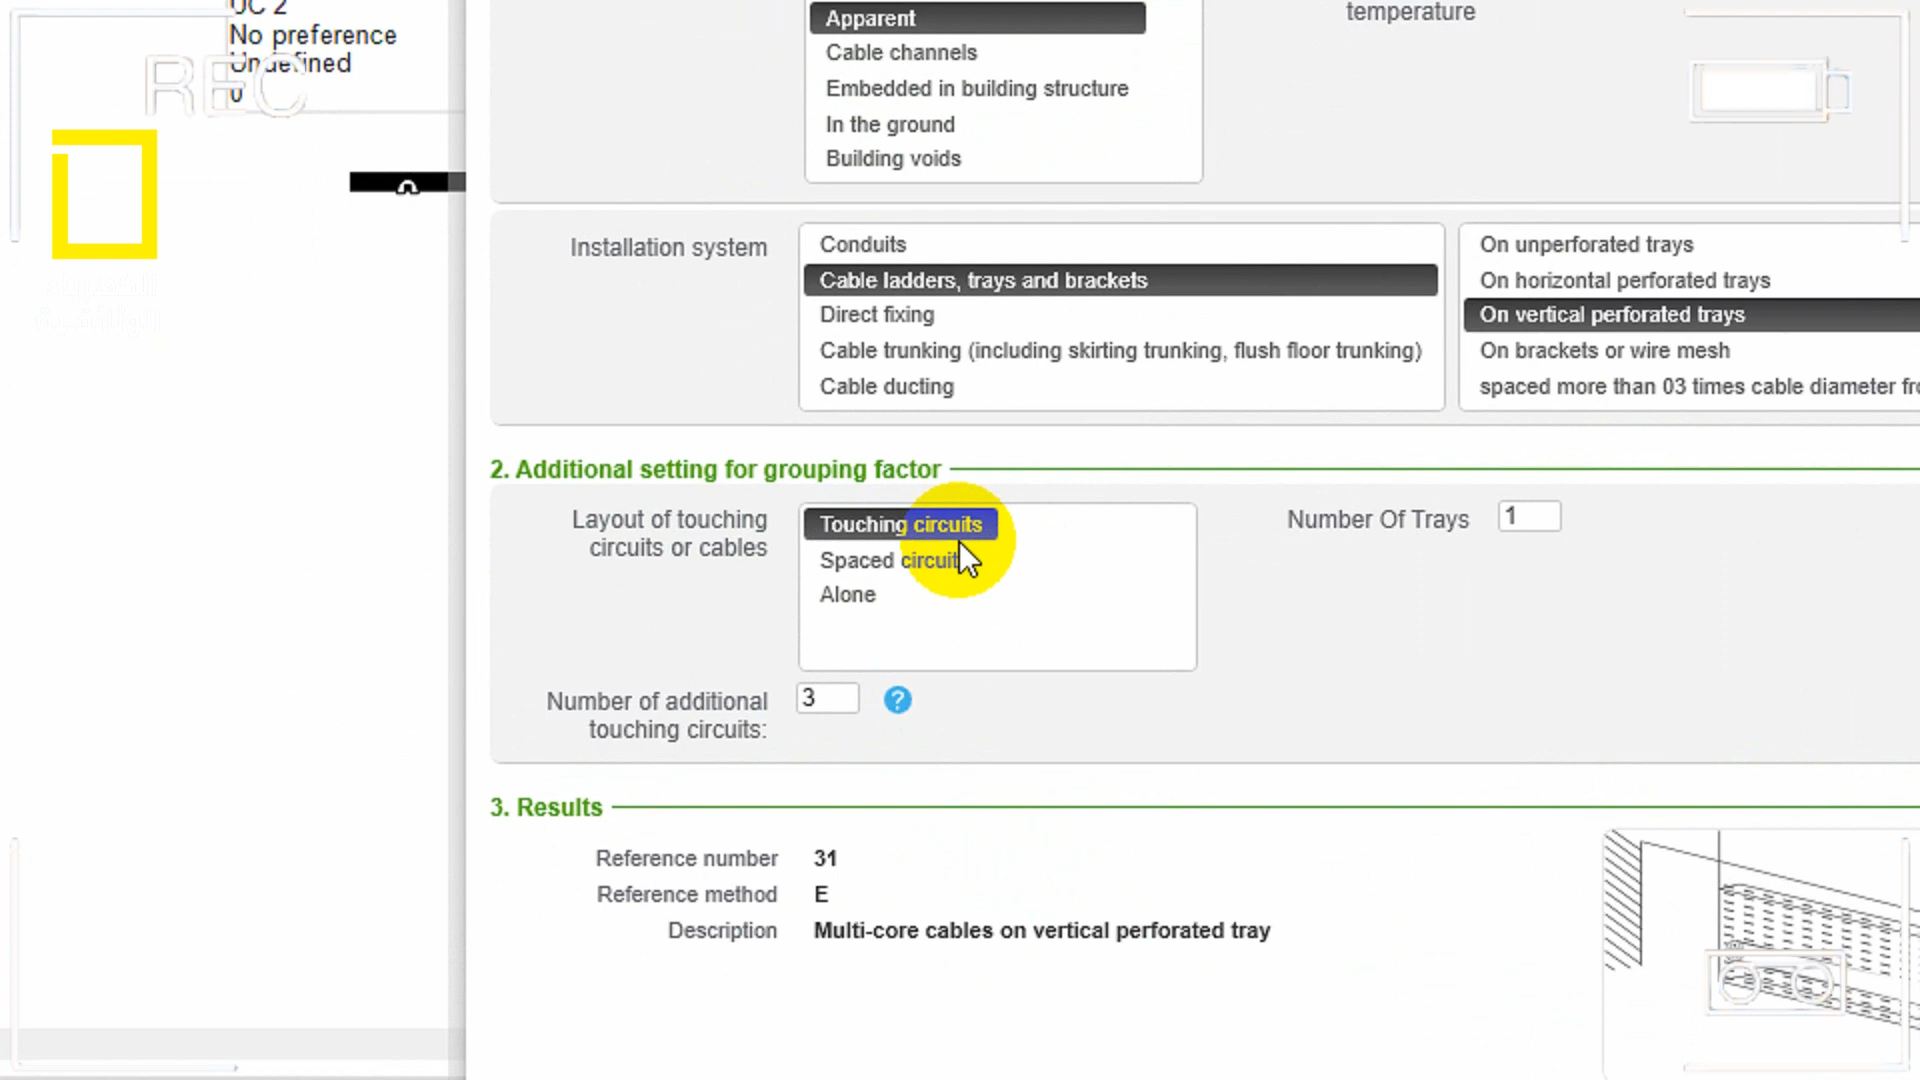 UC 2
No preference
Undefined
0
REC
Apparent
Cable channels
Embedded in building structure
In the ground
Building voids
temperature
Installation system
Conduits
Cable ladders, trays and brackets
Direct fixing
Cable trunking (including skirting trunking, flush floor trunking)
Cable ducting
On unperforated trays
On horizontal perforated trays
On vertical perforated trays
On brackets or wire mesh
spaced more than 03 times cable diameter
2. Additional setting for grouping factor
Layout of touching
circuits or cables
Touching circuits
Spaced circuit
Alone
Number Of Trays
1
Number of additional
touching circuits:
3
?
3. Results
Reference number 31
Reference method E
Description Multi-core cables on vertical perforated tray